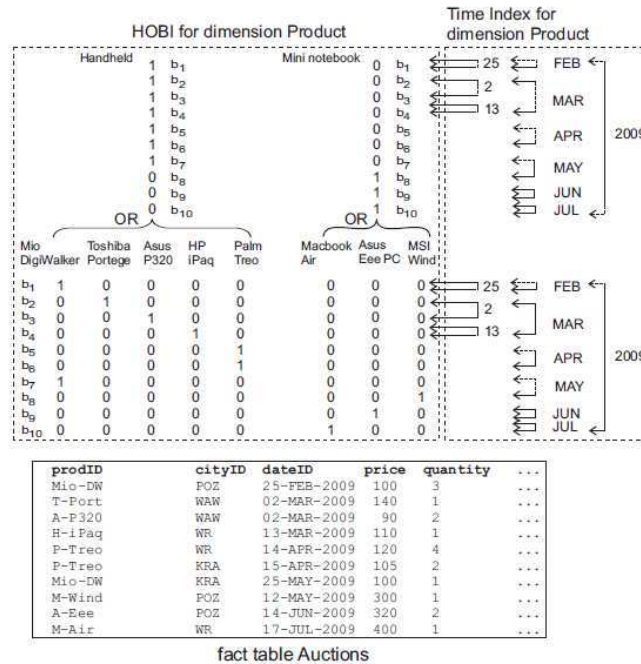 HOBI for dimension Product
Time Index for
dimension Product
Handheld 1 b1 Mini notebook 0 b1 25 FEB
1 b2 0 b2 2
1 b3 0 b3 MAR
1 b4 0 b4 13
1 b5 0 b5 APR 2009
1 b6 0 b6
1 b7 0 b7 MAY
0 b8 1 b8
0 b9 1 b9 JUN
0 b10 1 b10 JUL
OR OR
Mio DigiWalker Toshiba Portege Asus P320 HP iPaq Palm Treo Macbook Air Asus Eee PC MSI Wind
b1 1 0 0 0 0 0 0 0 25 FEB
b2 0 1 0 0 0 0 0 0 2
b3 0 0 1 0 0 0 0 0 MAR
b4 0 0 0 1 0 0 0 0 13
b5 0 0 0 0 1 0 0 0 APR 2009
b6 0 0 0 0 1 0 0 0
b7 1 0 0 0 0 0 0 0 MAY
b8 0 0 0 0 0 0 0 1
b9 0 0 0 0 0 0 1 0 JUN
b10 0 0 0 0 0 1 0 0 JUL
prodID cityID dateID price quantity ...
Mio-DW POZ 25-FEB-2009 100 3 ...
T-Port WAW 02-MAR-2009 140 1 ...
A-P320 WAW 02-MAR-2009 90 2 ...
H-iPaq WR 13-MAR-2009 110 1 ...
P-Treo WR 14-APR-2009 120 4 ...
P-Treo KRA 15-APR-2009 105 2 ...
Mio-DW KRA 25-MAY-2009 100 1 ...
M-Wind POZ 12-MAY-2009 300 1 ...
A-Eee POZ 14-JUN-2009 320 2 ...
M-Air WR 17-JUL-2009 400 1 ...
fact table Auctions